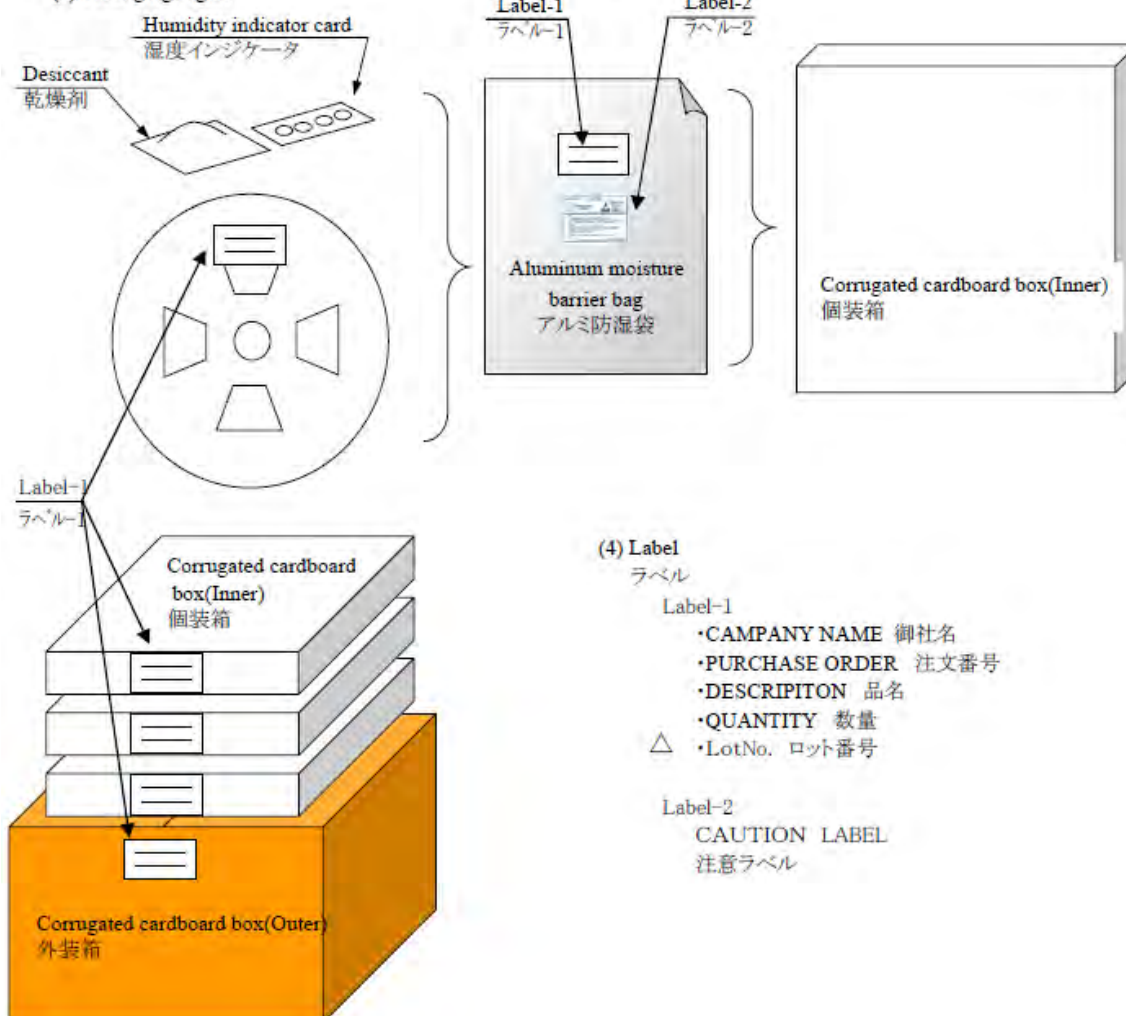 Humidity indicator card
湿度インジケータ
Desiccant
乾燥剤
Label-1
ラベル-1
Label-2
ラベル-2
Aluminum moisture
barrier bag
アルミ防湿袋
Corrugated cardboard box(Inner)
個装箱
Label-1
ラベル-1
Corrugated cardboard
box(Inner)
個装箱
Corrugated cardboard box(Outer)
外装箱
(4) Label
ラベル
Label-1
・CAMPANY NAME 御社名
・PURCHASE ORDER 注文番号
・DESCRIPITON 品名
・QUANTITY 数量
△ ・LotNo. ロット番号
Label-2
CAUTION LABEL
注意ラベル